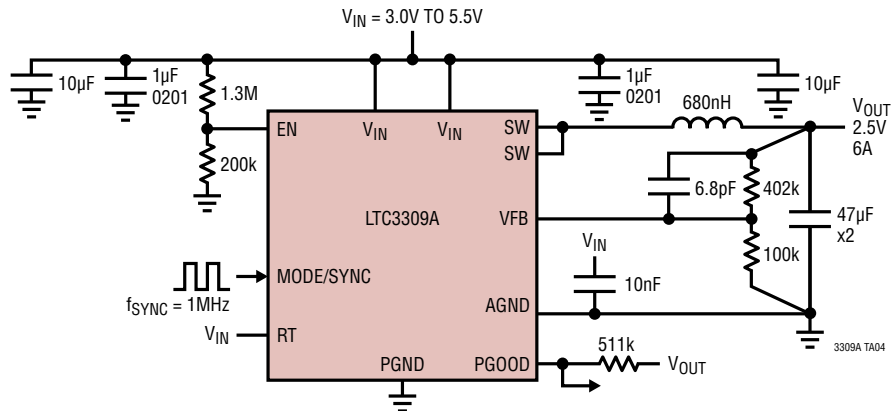 V_IN = 3.0V TO 5.5V
10µF
1µF
0201
1.3M
200k
1µF
0201
10µF
EN
V_IN
V_IN
SW
SW
680nH
V_OUT
2.5V
6A
LTC3309A
VFB
6.8pF
402k
100k
47µF
x2
MODE/SYNC
f_SYNC = 1MHz
V_IN
RT
V_IN
10nF
AGND
PGND
PGOOD
511k
V_OUT
3309A TA04